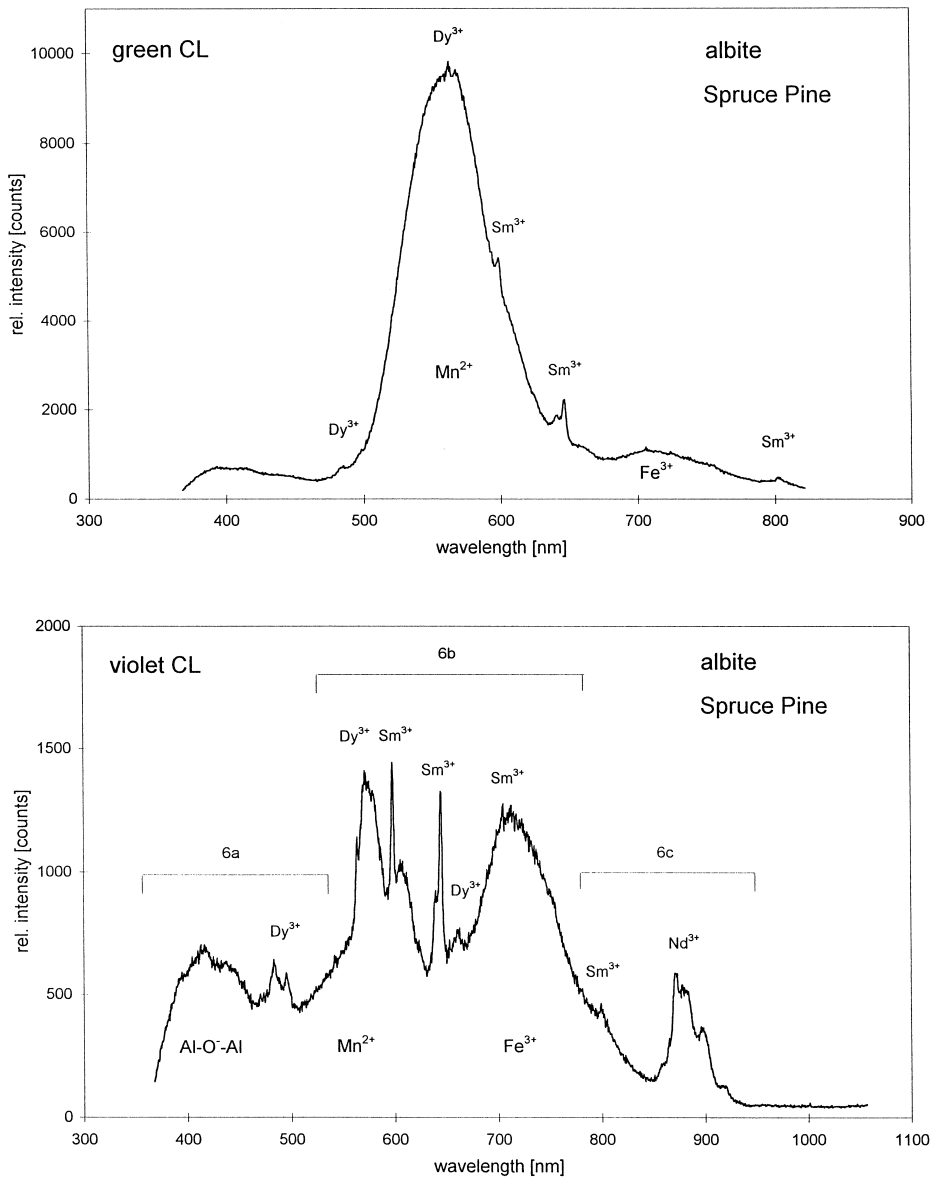 green CL
albite
Spruce Pine
Dy3+
Sm3+
Mn2+
Sm3+
Dy3+
Sm3+
Fe3+
rel. intensity [counts]
10000
8000
6000
4000
2000
0
300 400 500 600 700 800 900
wavelength [nm]
violet CL
albite
Spruce Pine
6b
Dy3+ Sm3+
Sm3+
Sm3+
6a
Dy3+
6c
Dy3+
Nd3+
Sm3+
Al-O--Al
Mn2+
Fe3+
rel. intensity [counts]
2000
1500
1000
500
0
300 400 500 600 700 800 900 1000 1100
wavelength [nm]